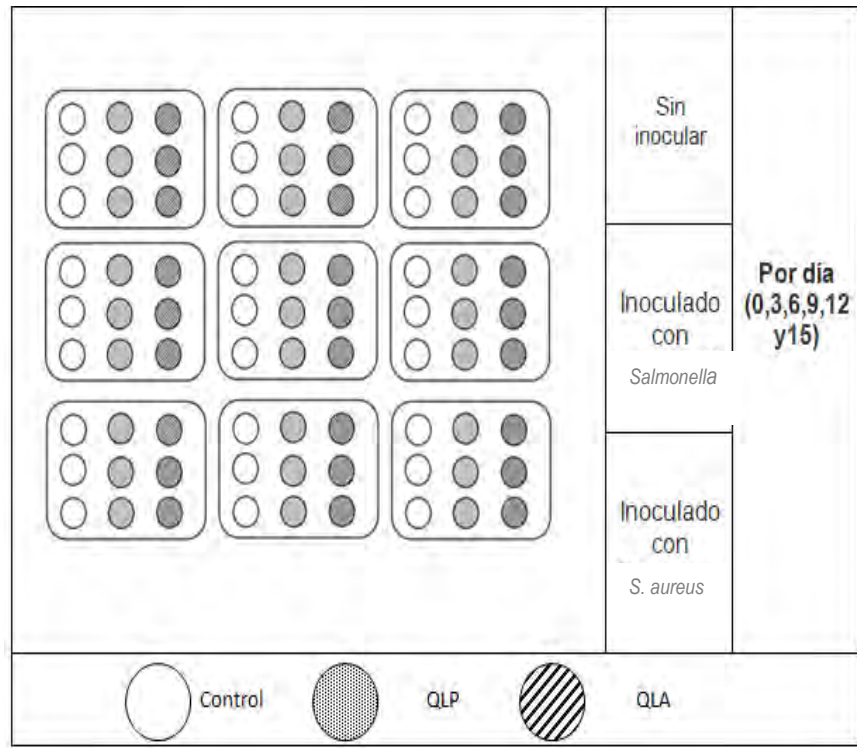 Sin
inocular
Inoculado
con
Salmonella
Inoculado
con
S. aureus
Por día
(0,3,6,9,12
y15)
Control
QLP
QLA